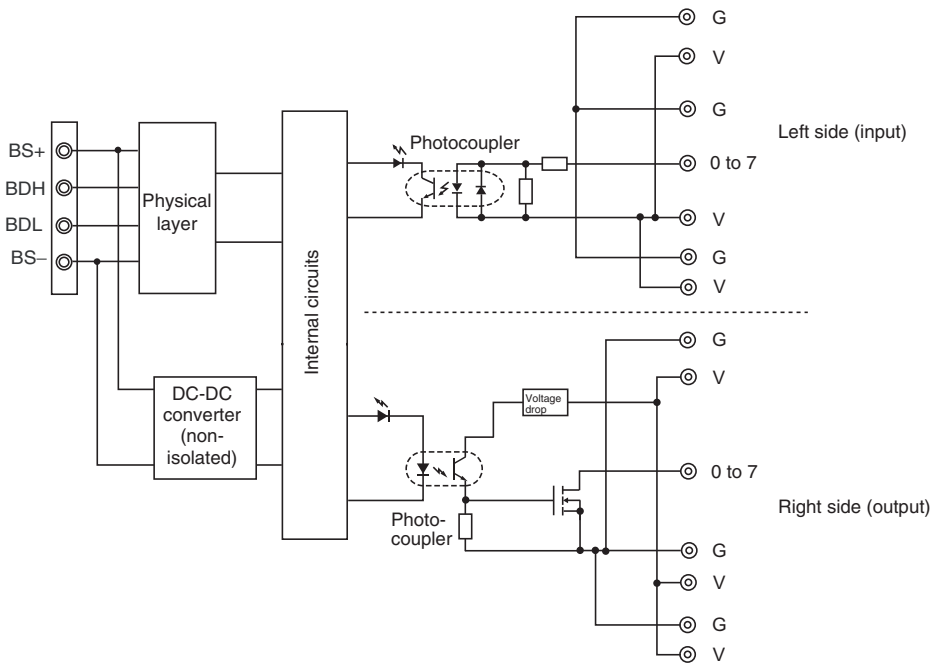 BS+
BDH
BDL
BS–
Physical
layer
DC-DC
converter
(non-
isolated)
Internal circuits
Photocoupler
G
V
G
0 to 7
V
G
V
Left side (input)
Voltage
drop
Photo-
coupler
G
V
0 to 7
G
V
G
V
Right side (output)